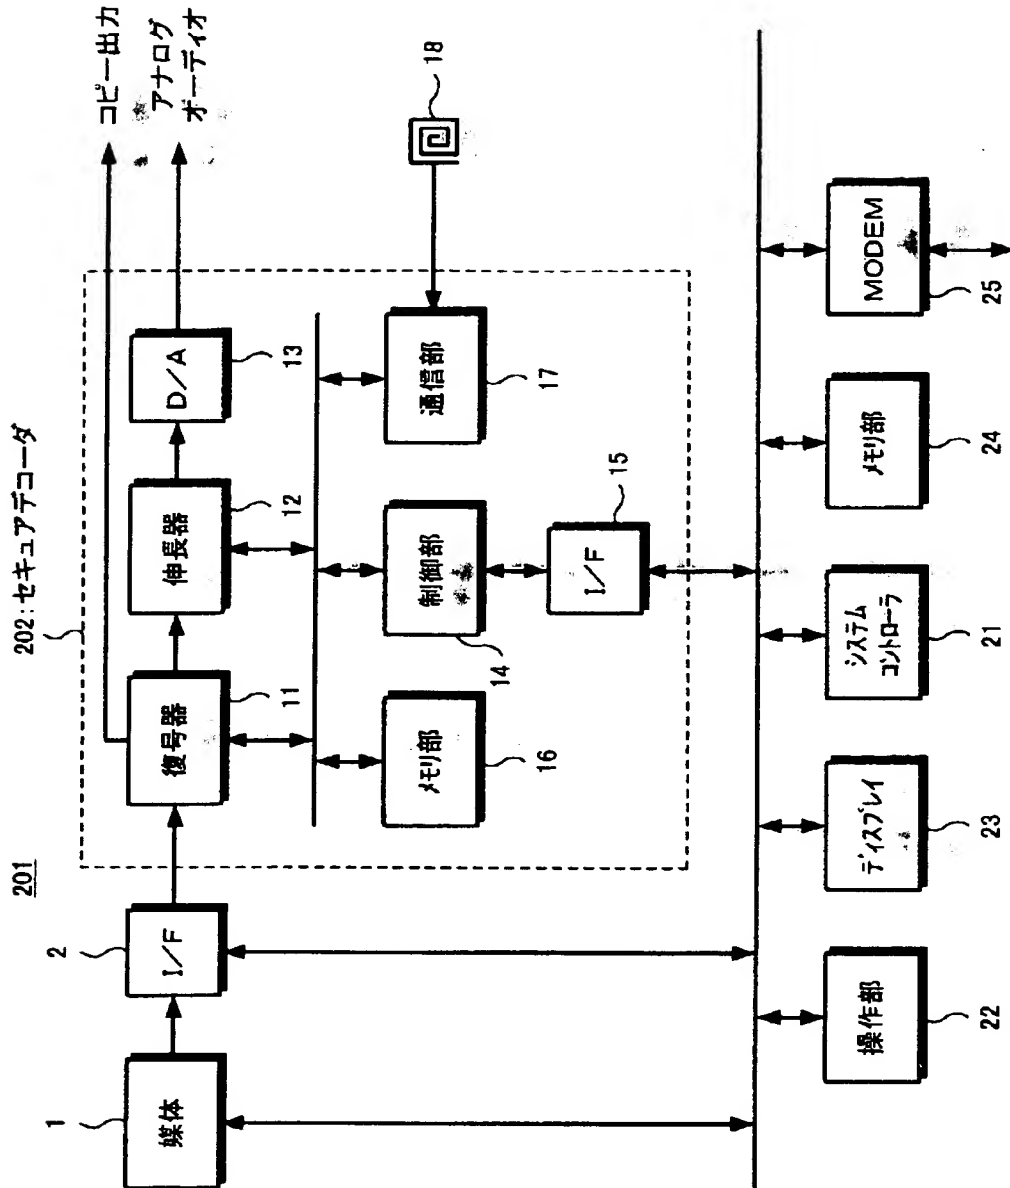 201
202:セキュアデコーダ
1
2
コピー出力
アナログ
オーディオ
媒体
I/F
復号器
伸長器
D/A
11
12
13
18
メモリ部
制御部
通信部
14
16
17
15
I/F
操作部
ディスプレイ
システム
コントローラ
メモリ部
MODEM
22
23
21
24
25